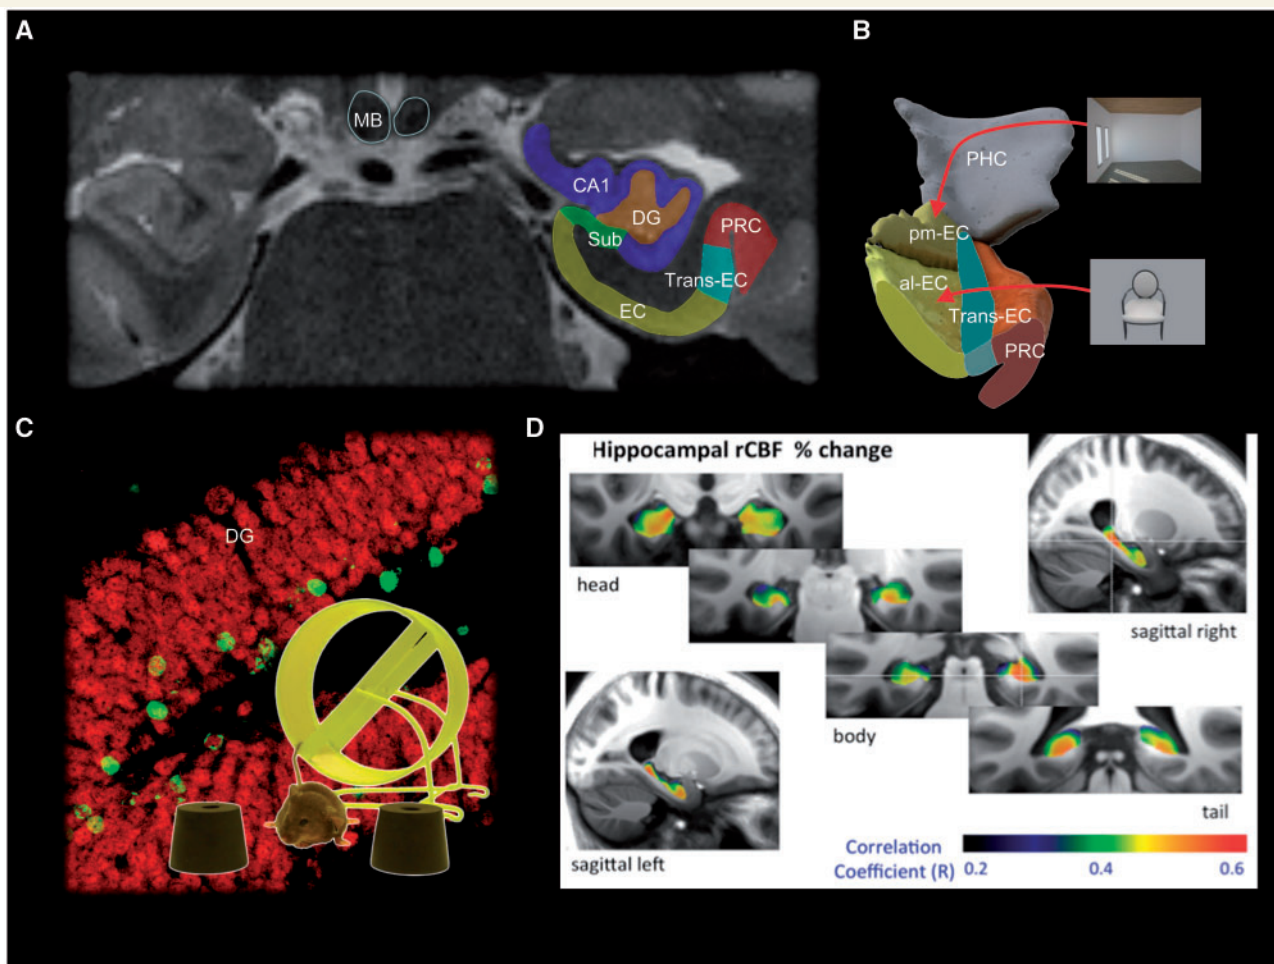 A
MB
CA1
DG
PRC
Sub
Trans-EC
EC
B
PHC
pm-EC
al-EC
Trans-EC
PRC
C
DG
D
Hippocampal rCBF % change
head
sagittal right
body
tail
sagittal left
Correlation
Coefficient (R)
0.2
0.4
0.6